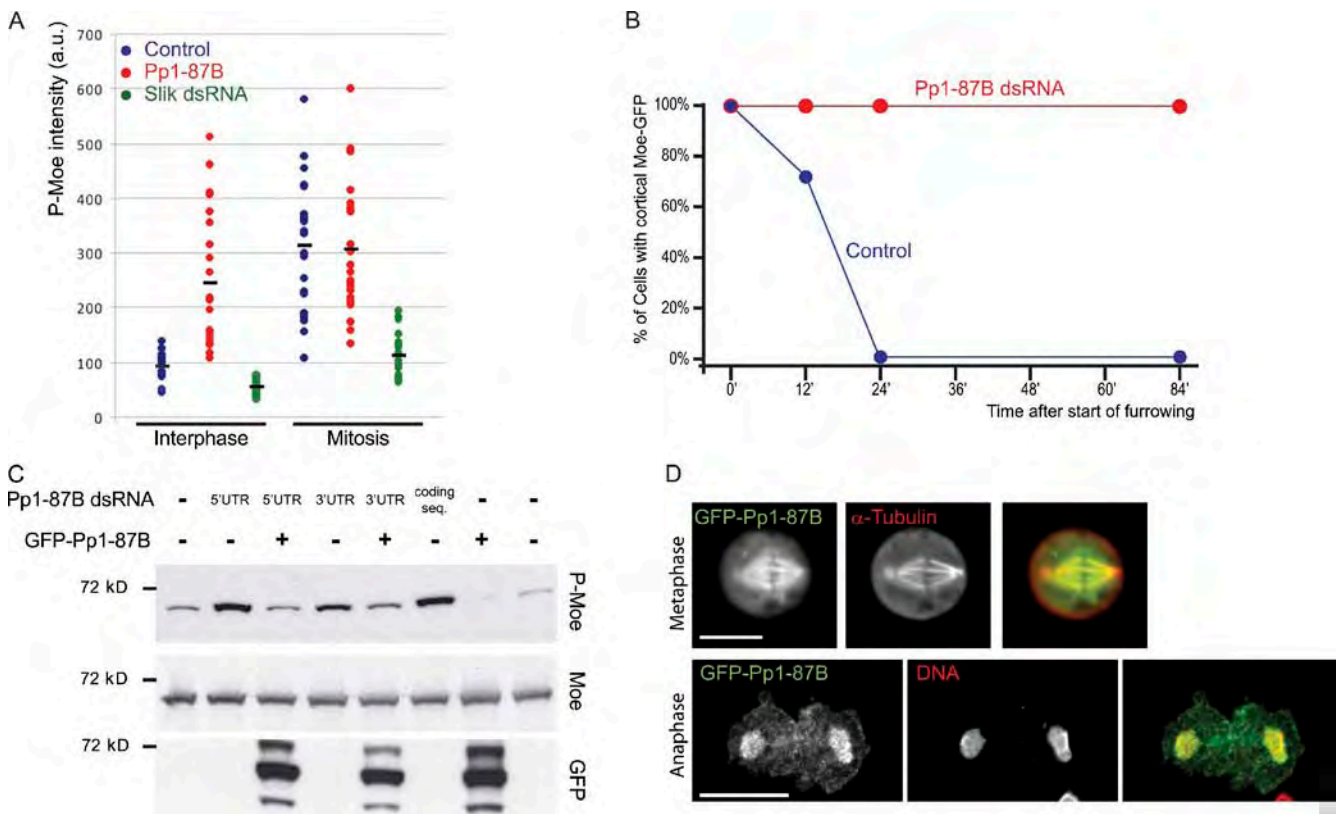 A
P-Moe intensity (a.u.)
700
600
500
400
300
200
100
0
Control
Pp1-87B
Slik dsRNA
Interphase Mitosis
B
% of Cells with cortical Moe-GFP
100%
80%
60%
40%
20%
0%
Pp1-87B dsRNA
Control
0' 12' 24' 36' 48' 60' 84'
Time after start of furrowing
C
Pp1-87B dsRNA - 5'UTR 5'UTR 3'UTR 3'UTR coding seq. - -
GFP-Pp1-87B - - + - + - + -
72 kD
P-Moe
72 kD
Moe
72 kD
GFP
D
Metaphase
GFP-Pp1-87B α-Tubulin
Anaphase
GFP-Pp1-87B DNA